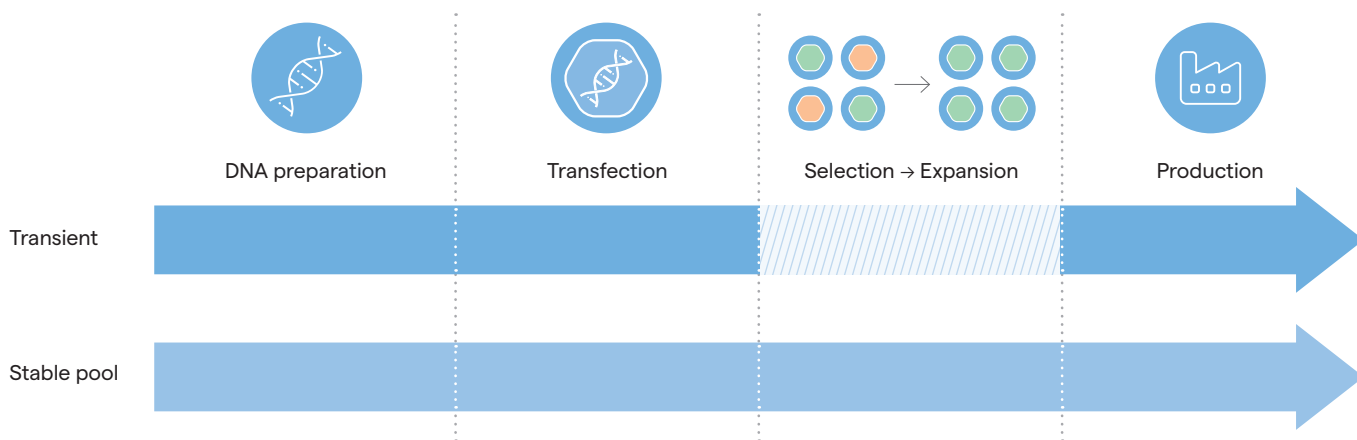 DNA preparation
Transfection
Selection → Expansion
Production
Transient
Stable pool